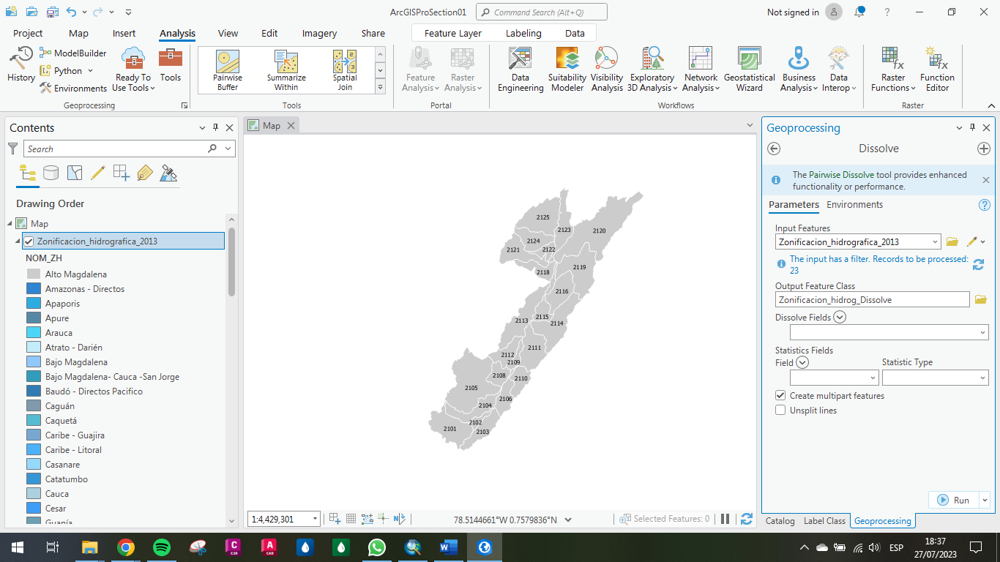 ArcGISProSection01
Command Search (Alt+Q)
Not signed in
?
Project
Map
Insert
Analysis
View
Edit
Imagery
Share
Feature Layer
Labeling
Data
History
ModelBuilder
Python
Environments
Ready To
Use Tools
Tools
Geoprocessing
Pairwise
Buffer
Summarize
Within
Spatial
Join
Tools
Feature
Analysis
Raster
Analysis
Portal
Data
Engineering
Suitability
Modeler
Visibility
Analysis
Exploratory
3D Analysis
Network
Analysis
Geostatistical
Wizard
Business
Analysis
Data
Interop
Workflows
Raster
Functions
Function
Editor
Raster
Contents
Search
Drawing Order
Map
Zonificacion_hidrografica_2013
NOM_ZH
Alto Magdalena
Amazonas - Directos
Apaporis
Apure
Arauca
Atrato - Darién
Bajo Magdalena
Bajo Magdalena- Cauca -San Jorge
Baudó - Directos Pacifico
Caguán
Caquetá
Caribe - Guajira
Caribe - Litoral
Casanare
Catatumbo
Cauca
Cesar
Guanía
Map
2125
2123
2120
2124
2121
2122
2118
2119
2116
2115
2113
2114
2111
2112
2109
2108
2110
2105
2106
2104
2102
2101
2103
1:4,429,301
78.5144661°W 0.7579836°N
Selected Features: 0
Geoprocessing
Dissolve
The Pairwise Dissolve tool provides enhanced
functionality or performance.
Parameters
Environments
?
Input Features
Zonificacion_hidrografica_2013
The input has a filter. Records to be processed:
23
Output Feature Class
Zonificacion_hidrog_Dissolve
Dissolve Fields
Statistics Fields
Field
Statistic Type
Create multipart features
Unsplit lines
Run
Catalog
Label Class
Geoprocessing
ESP
18:37
27/07/2023